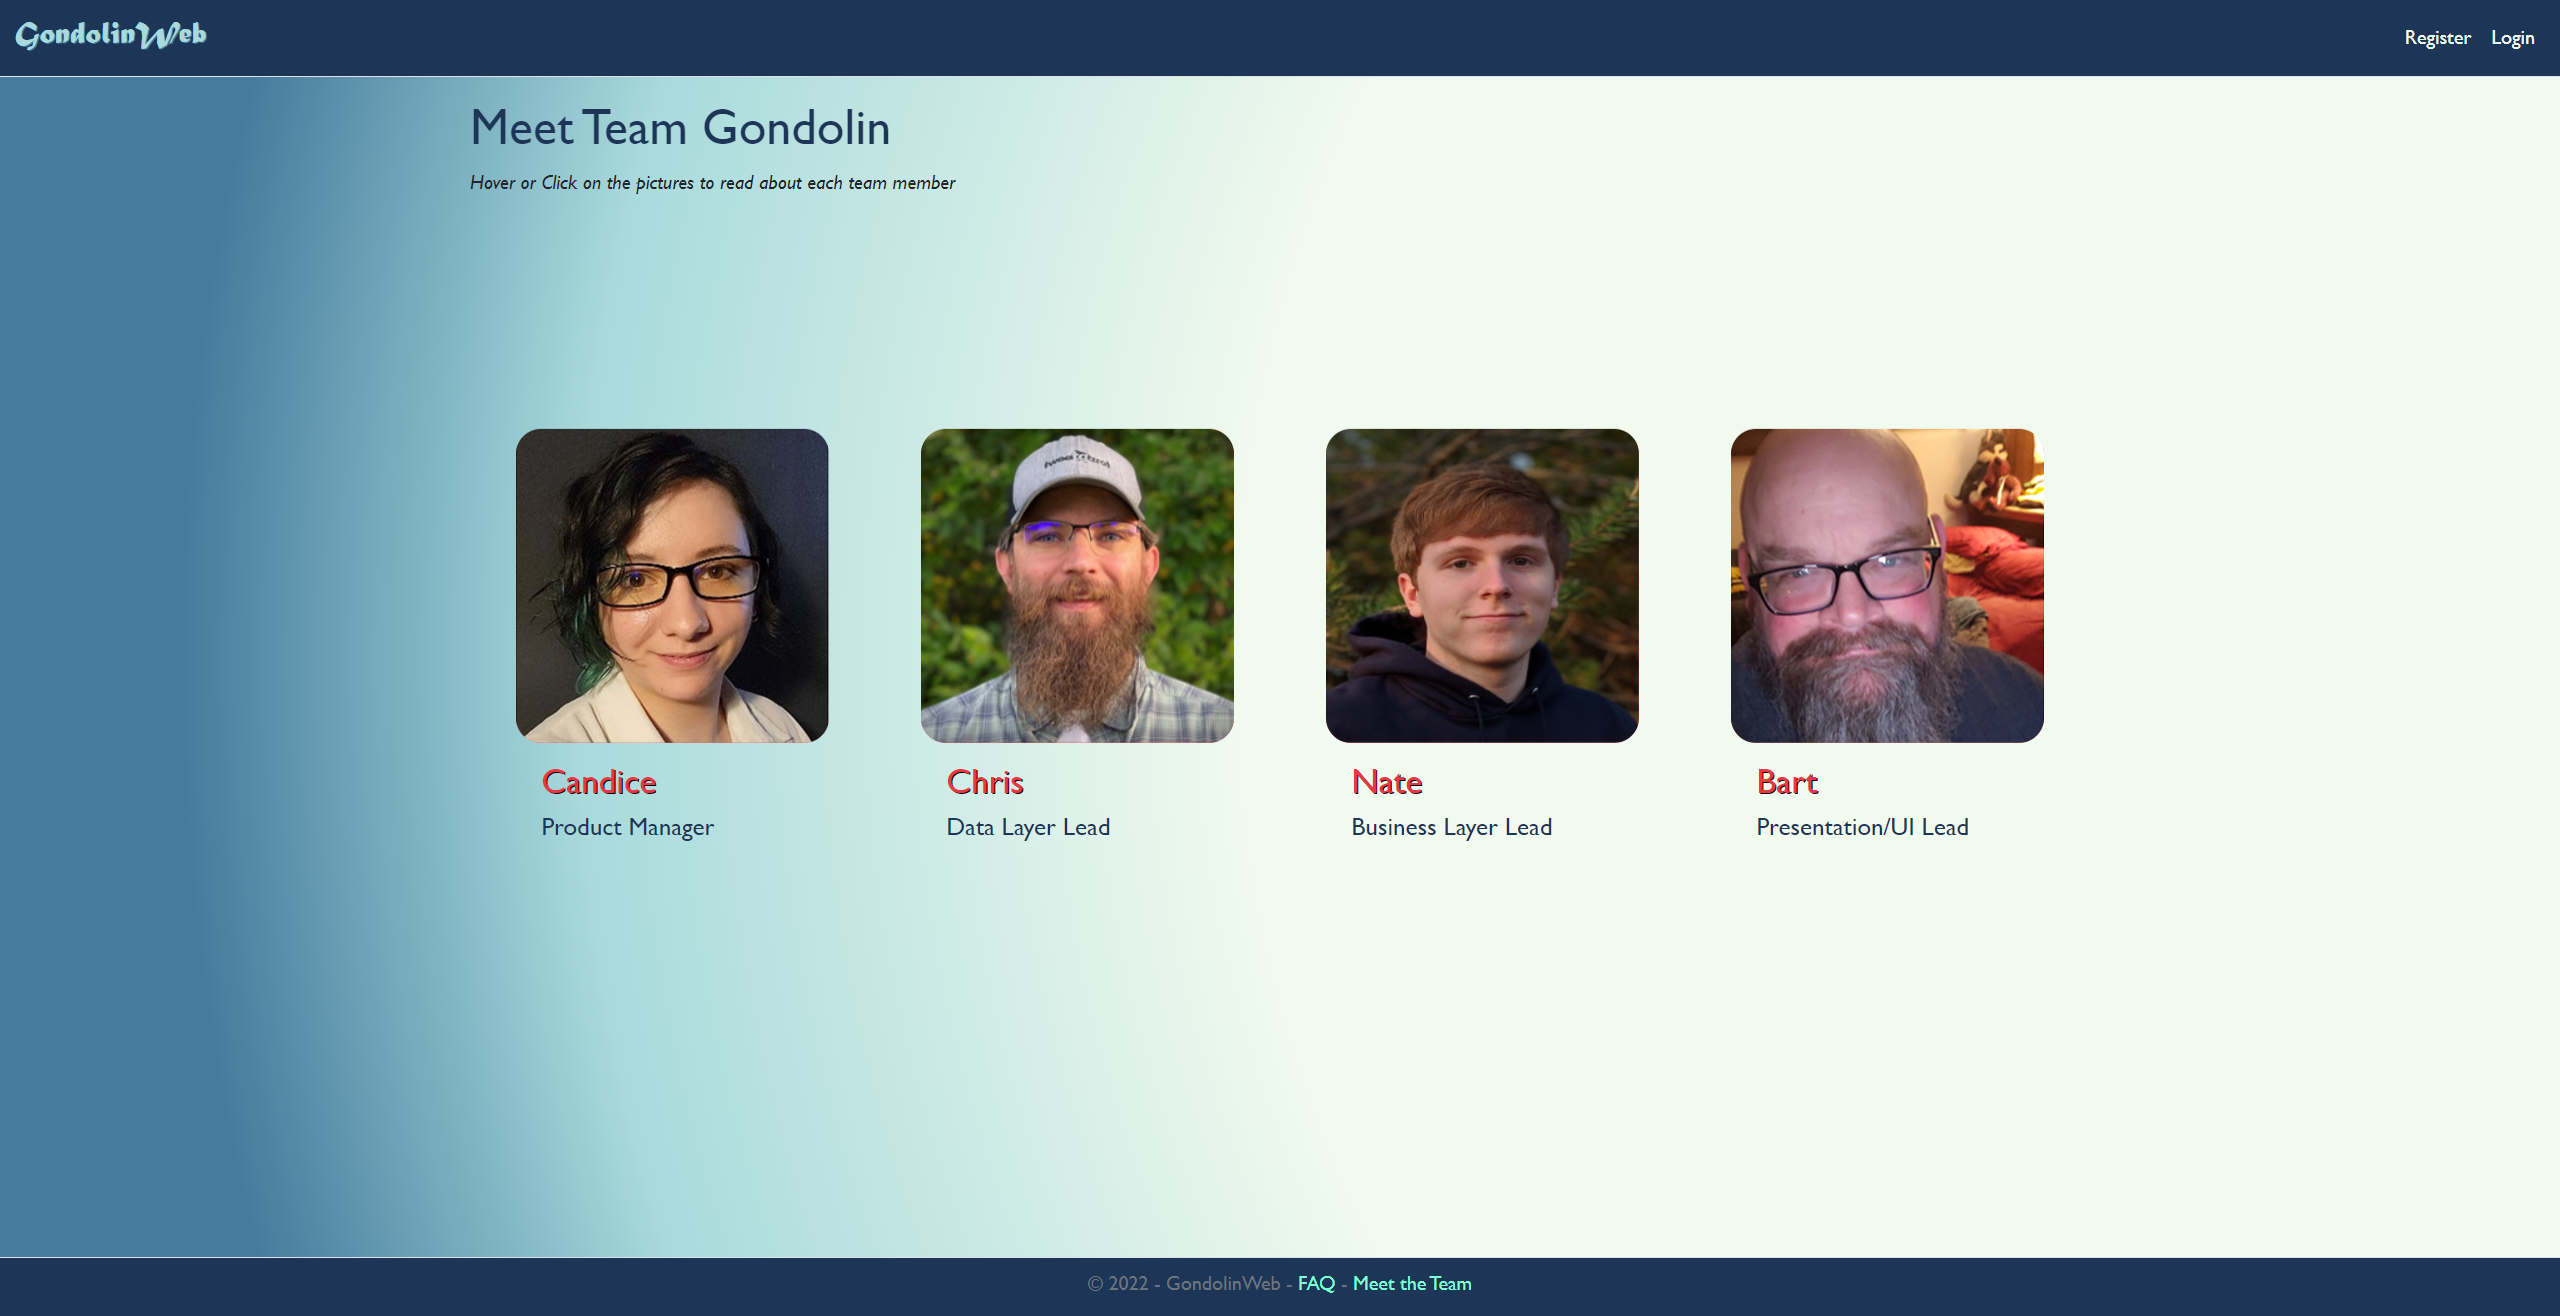 GondolinWeb
Register Login
Meet Team Gondolin
Hover or Click on the pictures to read about each team member
Candice
Chris
Nate
Bart
Product Manager
Data Layer Lead
Business Layer Lead
Presentation/UI Lead
© 2022 - GondolinWeb - FAQ - Meet the Team